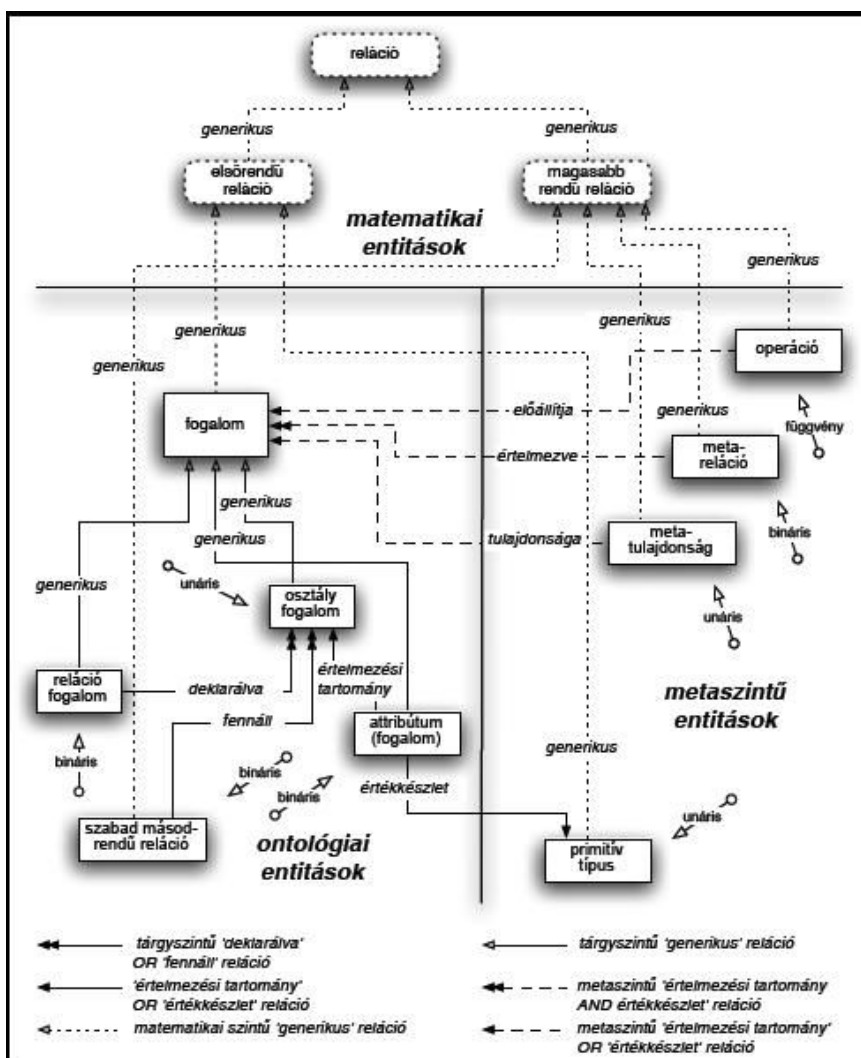 reláció
generikus
generikus
elsőrendű
reláció
magasabb
rendű reláció
matematikai
entitások
generikus
generikus
generikus
generikus
operáció
fogalom
előállítja
függvény
generikus
értelmezve
meta-
reláció
generikus
generikus
tulajdonsága
meta-
tulajdonság
bináris
generikus
unáris
osztály
fogalom
unáris
reláció
fogalom
deklarálva
értelmezési
tartomány
metaszintű
entitások
fennáll
attribútum
(fogalom)
generikus
bináris
bináris
bináris
értékkészlet
unáris
szabad másod-
rendű reláció
ontológiai
entitások
primitív
típus
tárgyszintű 'deklarálva'
OR 'fennáll' reláció
tárgyszintű 'generikus' reláció
'értelmezési tartomány'
OR 'értékkészlet' reláció
metaszintű 'értelmezési tartomány
AND értékkészlet' reláció
matematikai szintű 'generikus' reláció
metaszintű 'értelmezési tartomány'
OR 'értékkészlet' reláció